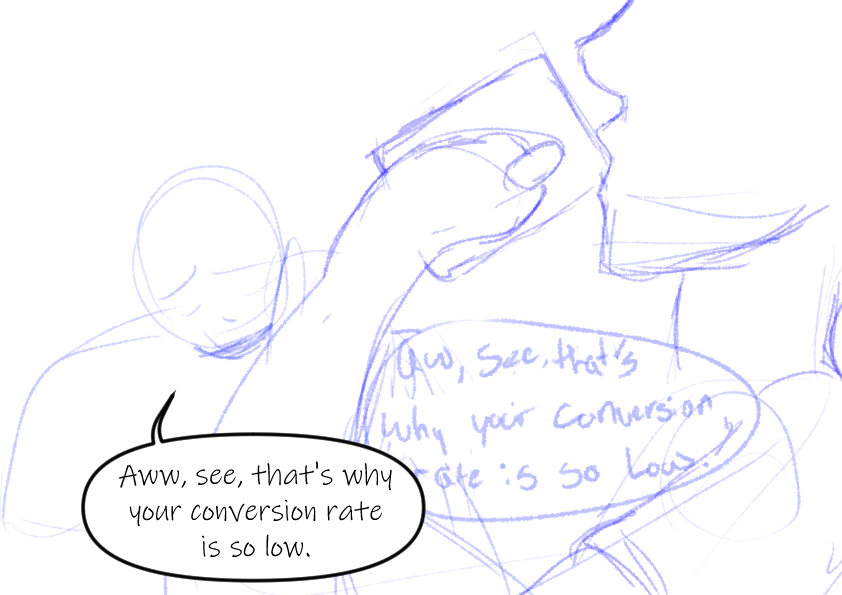 Aw, see, that's
why your conversion
rate is so low.
Aww, see, that's why
your conversion rate
is so low.